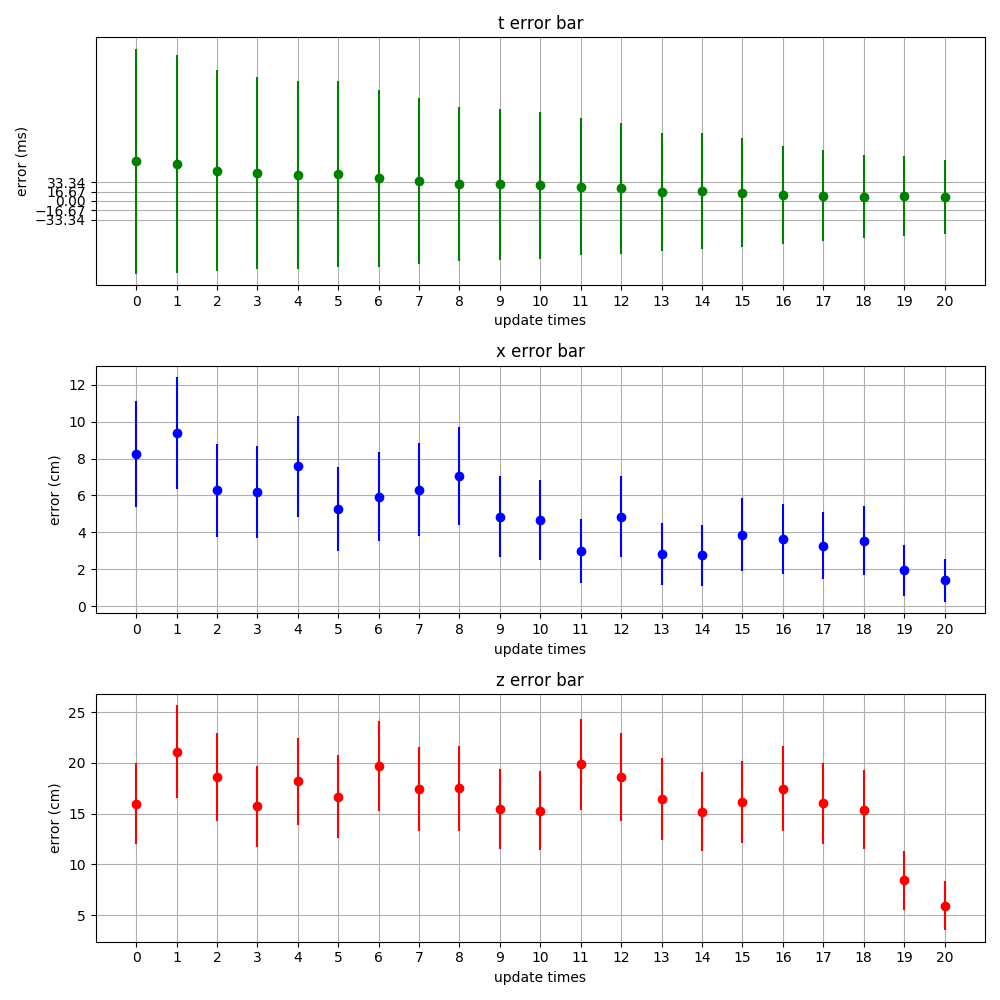 t error bar
error (ms)
33.34
16.67
0.00
−16.67
−33.34
0 1 2 3 4 5 6 7 8 9 10 11 12 13 14 15 16 17 18 19 20
update times
x error bar
error (cm)
12
10
8
6
4
2
0
0 1 2 3 4 5 6 7 8 9 10 11 12 13 14 15 16 17 18 19 20
update times
z error bar
error (cm)
25
20
15
10
5
0 1 2 3 4 5 6 7 8 9 10 11 12 13 14 15 16 17 18 19 20
update times